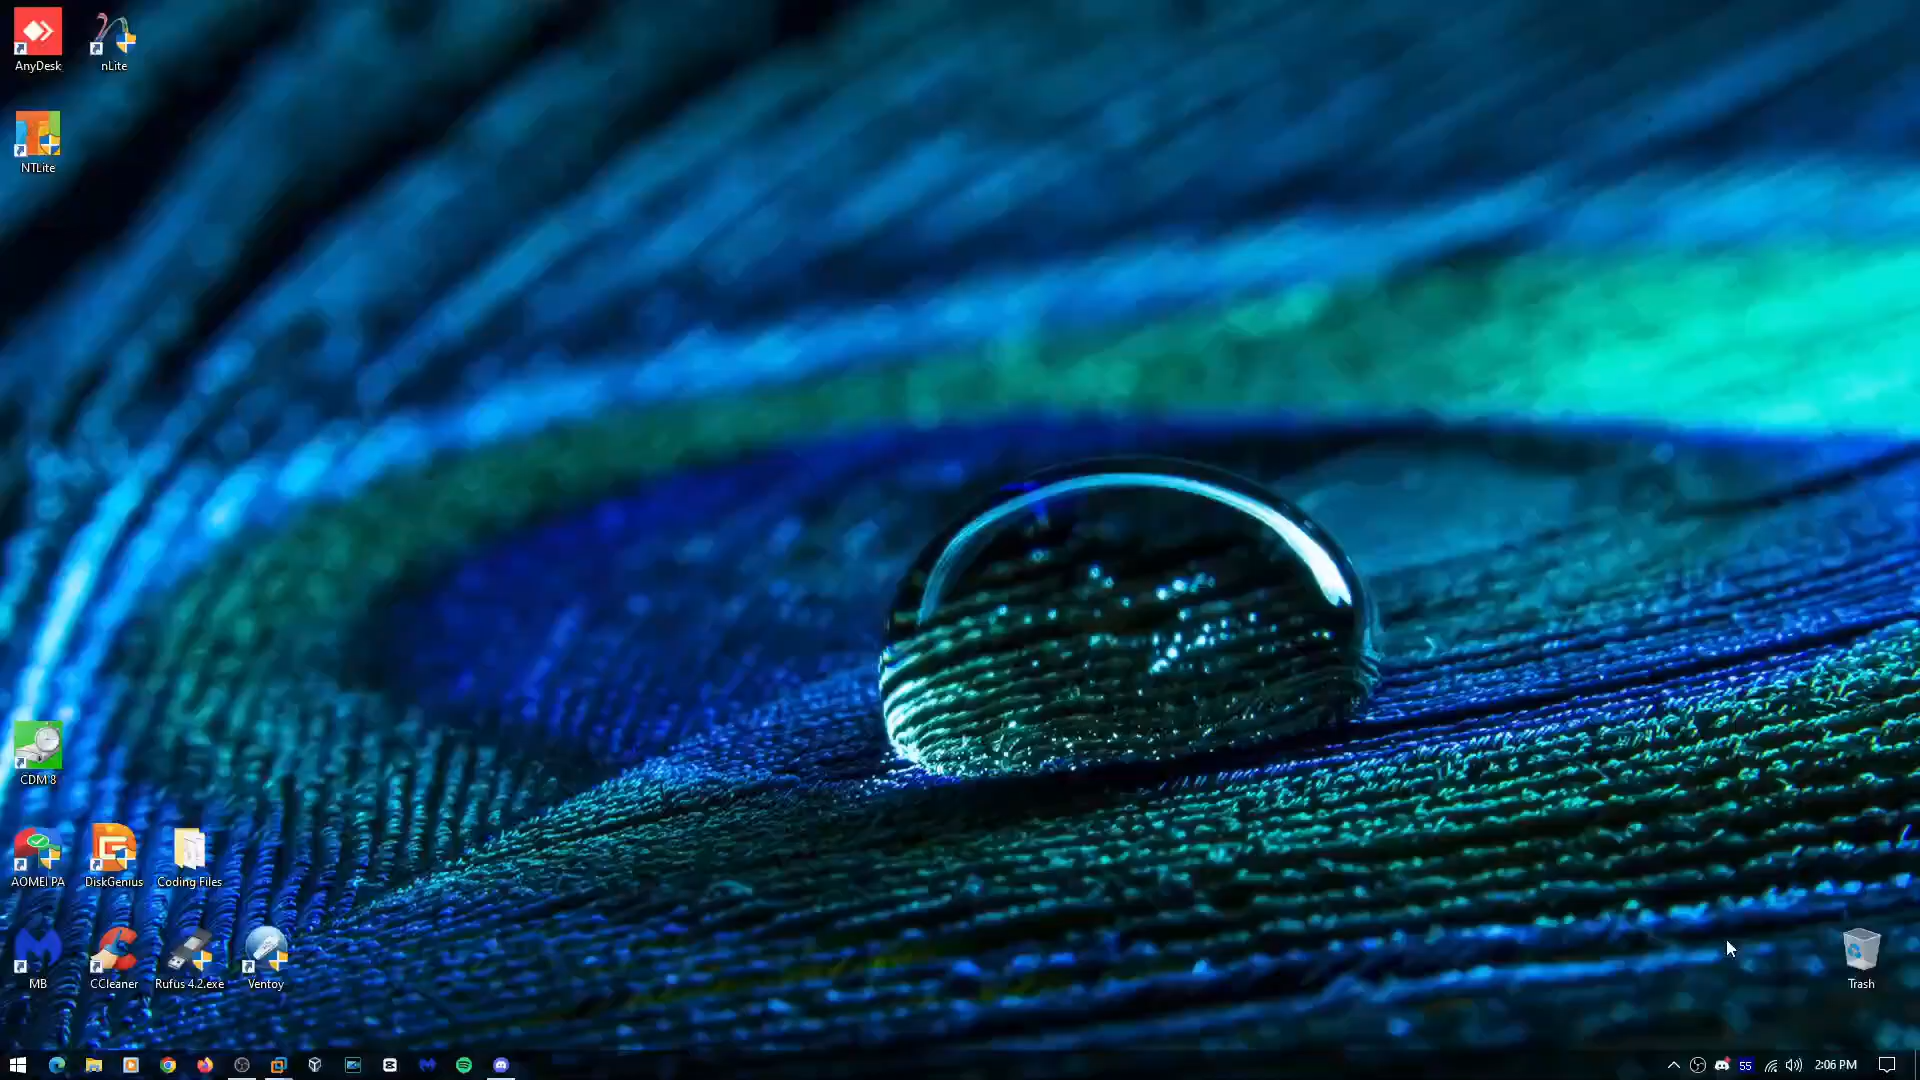 AnyDesk
nLite
NTLite
CDM 8
AOMEI PA
DiskGenius
Coding Files
MB
CCleaner
Rufus 4.2.exe
Ventoy
Trash
55
2:06 PM